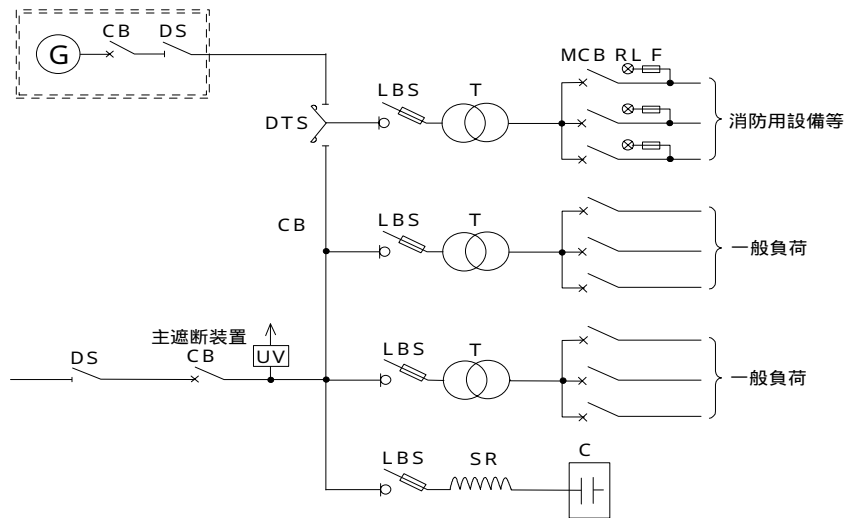 CB DS
G
MCB RL F
LBS T
DTS
消防用設備等
CB
LBS T
一般負荷
主遮断装置
DS CB
UV
LBS T
一般負荷
LBS SR C